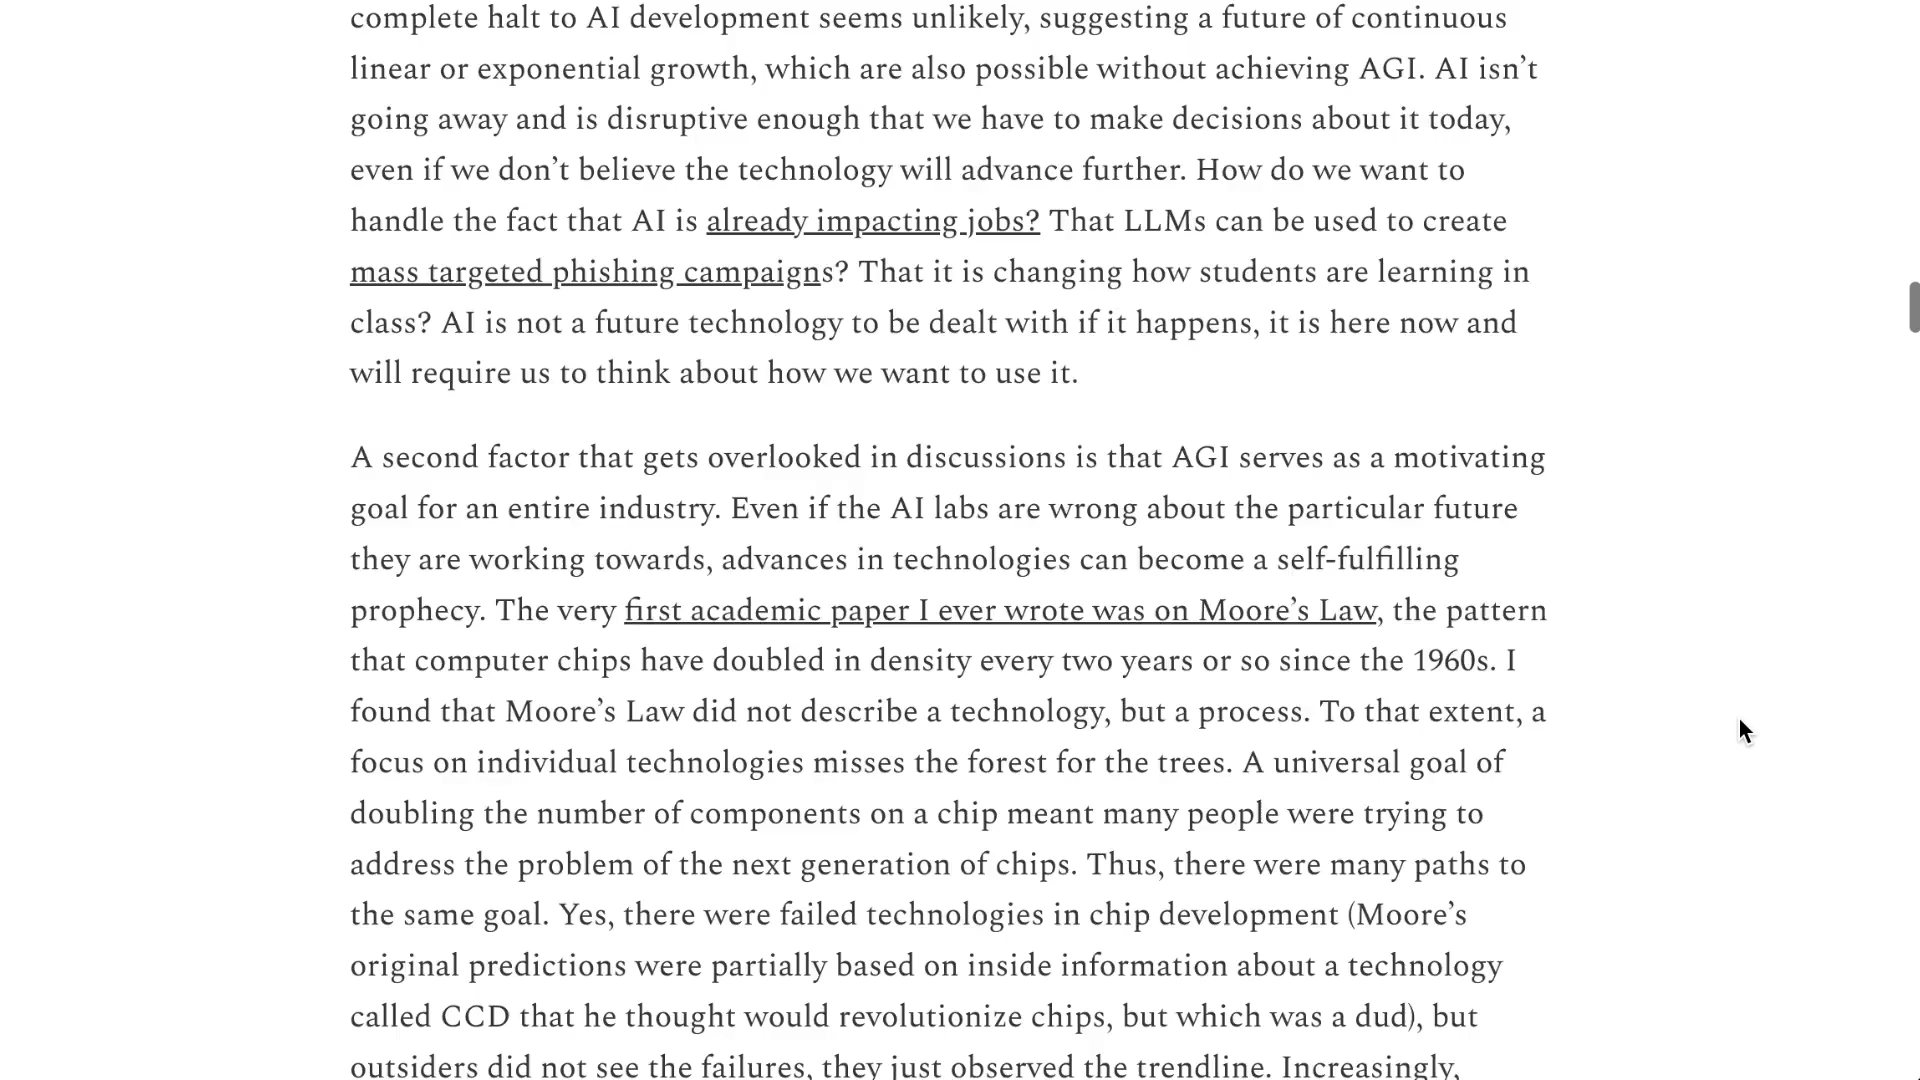 complete halt to AI development seems unlikely, suggesting a future of continuous
linear or exponential growth, which are also possible without achieving AGI. AI isn’t
going away and is disruptive enough that we have to make decisions about it today,
even if we don’t believe the technology will advance further. How do we want to
handle the fact that AI is already impacting jobs? That LLMs can be used to create
mass targeted phishing campaigns? That it is changing how students are learning in
class? AI is not a future technology to be dealt with if it happens, it is here now and
will require us to think about how we want to use it.
A second factor that gets overlooked in discussions is that AGI serves as a motivating
goal for an entire industry. Even if the AI labs are wrong about the particular future
they are working towards, advances in technologies can become a self-fulfilling
prophecy. The very first academic paper I ever wrote was on Moore’s Law, the pattern
that computer chips have doubled in density every two years or so since the 1960s. I
found that Moore’s Law did not describe a technology, but a process. To that extent, a
focus on individual technologies misses the forest for the trees. A universal goal of
doubling the number of components on a chip meant many people were trying to
address the problem of the next generation of chips. Thus, there were many paths to
the same goal. Yes, there were failed technologies in chip development (Moore’s
original predictions were partially based on inside information about a technology
called CCD that he thought would revolutionize chips, but which was a dud), but
outsiders did not see the failures, they just observed the trendline. Increasingly,